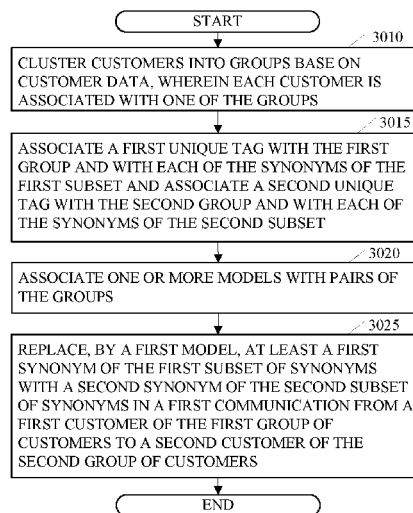 START
3010
CLUSTER CUSTOMERS INTO GROUPS BASE ON
CUSTOMER DATA, WHEREIN EACH CUSTOMER IS
ASSOCIATED WITH ONE OF THE GROUPS
3015
ASSOCIATE A FIRST UNIQUE TAG WITH THE FIRST
GROUP AND WITH EACH OF THE SYNONYMS OF THE
FIRST SUBSET AND ASSOCIATE A SECOND UNIQUE
TAG WITH THE SECOND GROUP AND WITH EACH
OF THE SYNONYMS OF THE SECOND SUBSET
3020
ASSOCIATE ONE OR MORE MODELS WITH PAIRS OF
THE GROUPS
3025
REPLACE, BY A FIRST MODEL, AT LEAST A FIRST
SYNONYM OF THE FIRST SUBSET OF SYNONYMS
WITH A SECOND SYNONYM OF THE SECOND SUBSET
OF SYNONYMS IN A FIRST COMMUNICATION FROM A
FIRST CUSTOMER OF THE FIRST GROUP OF
CUSTOMERS TO A SECOND CUSTOMER OF THE
SECOND GROUP OF CUSTOMERS
END